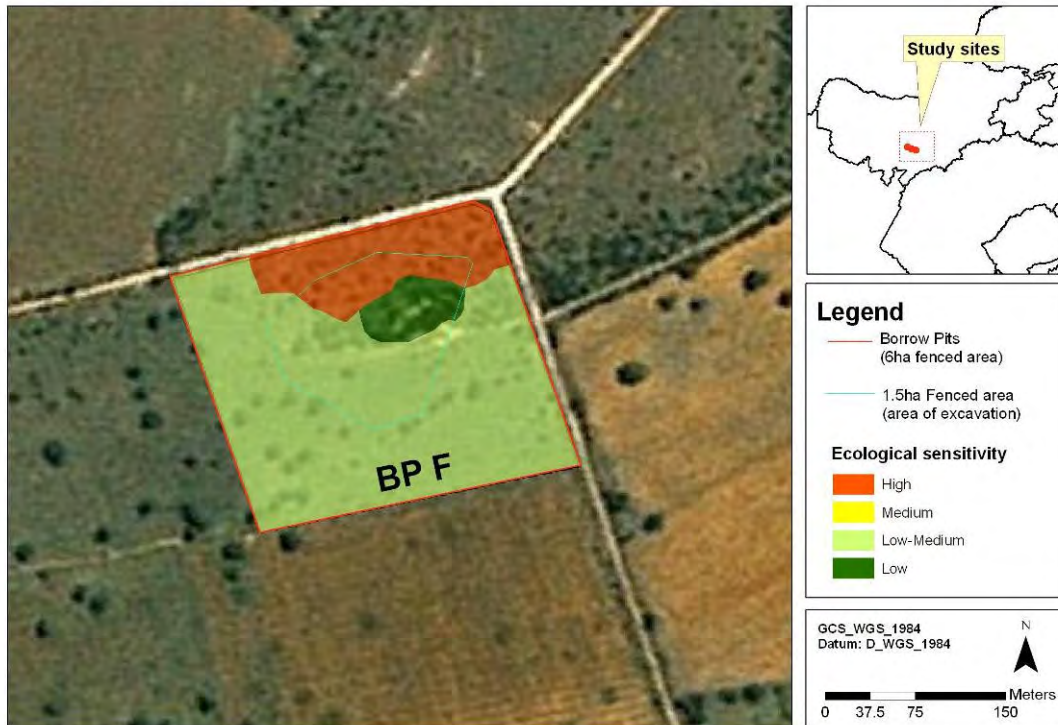 Study sites
BP F
Legend
Borrow Pits
(6ha fenced area)
1.5ha Fenced area
(area of excavation)
Ecological sensitivity
High
Medium
Low-Medium
Low
GCS_WGS_1984
Datum: D_WGS_1984
N
Meters
0 37.5 75 150